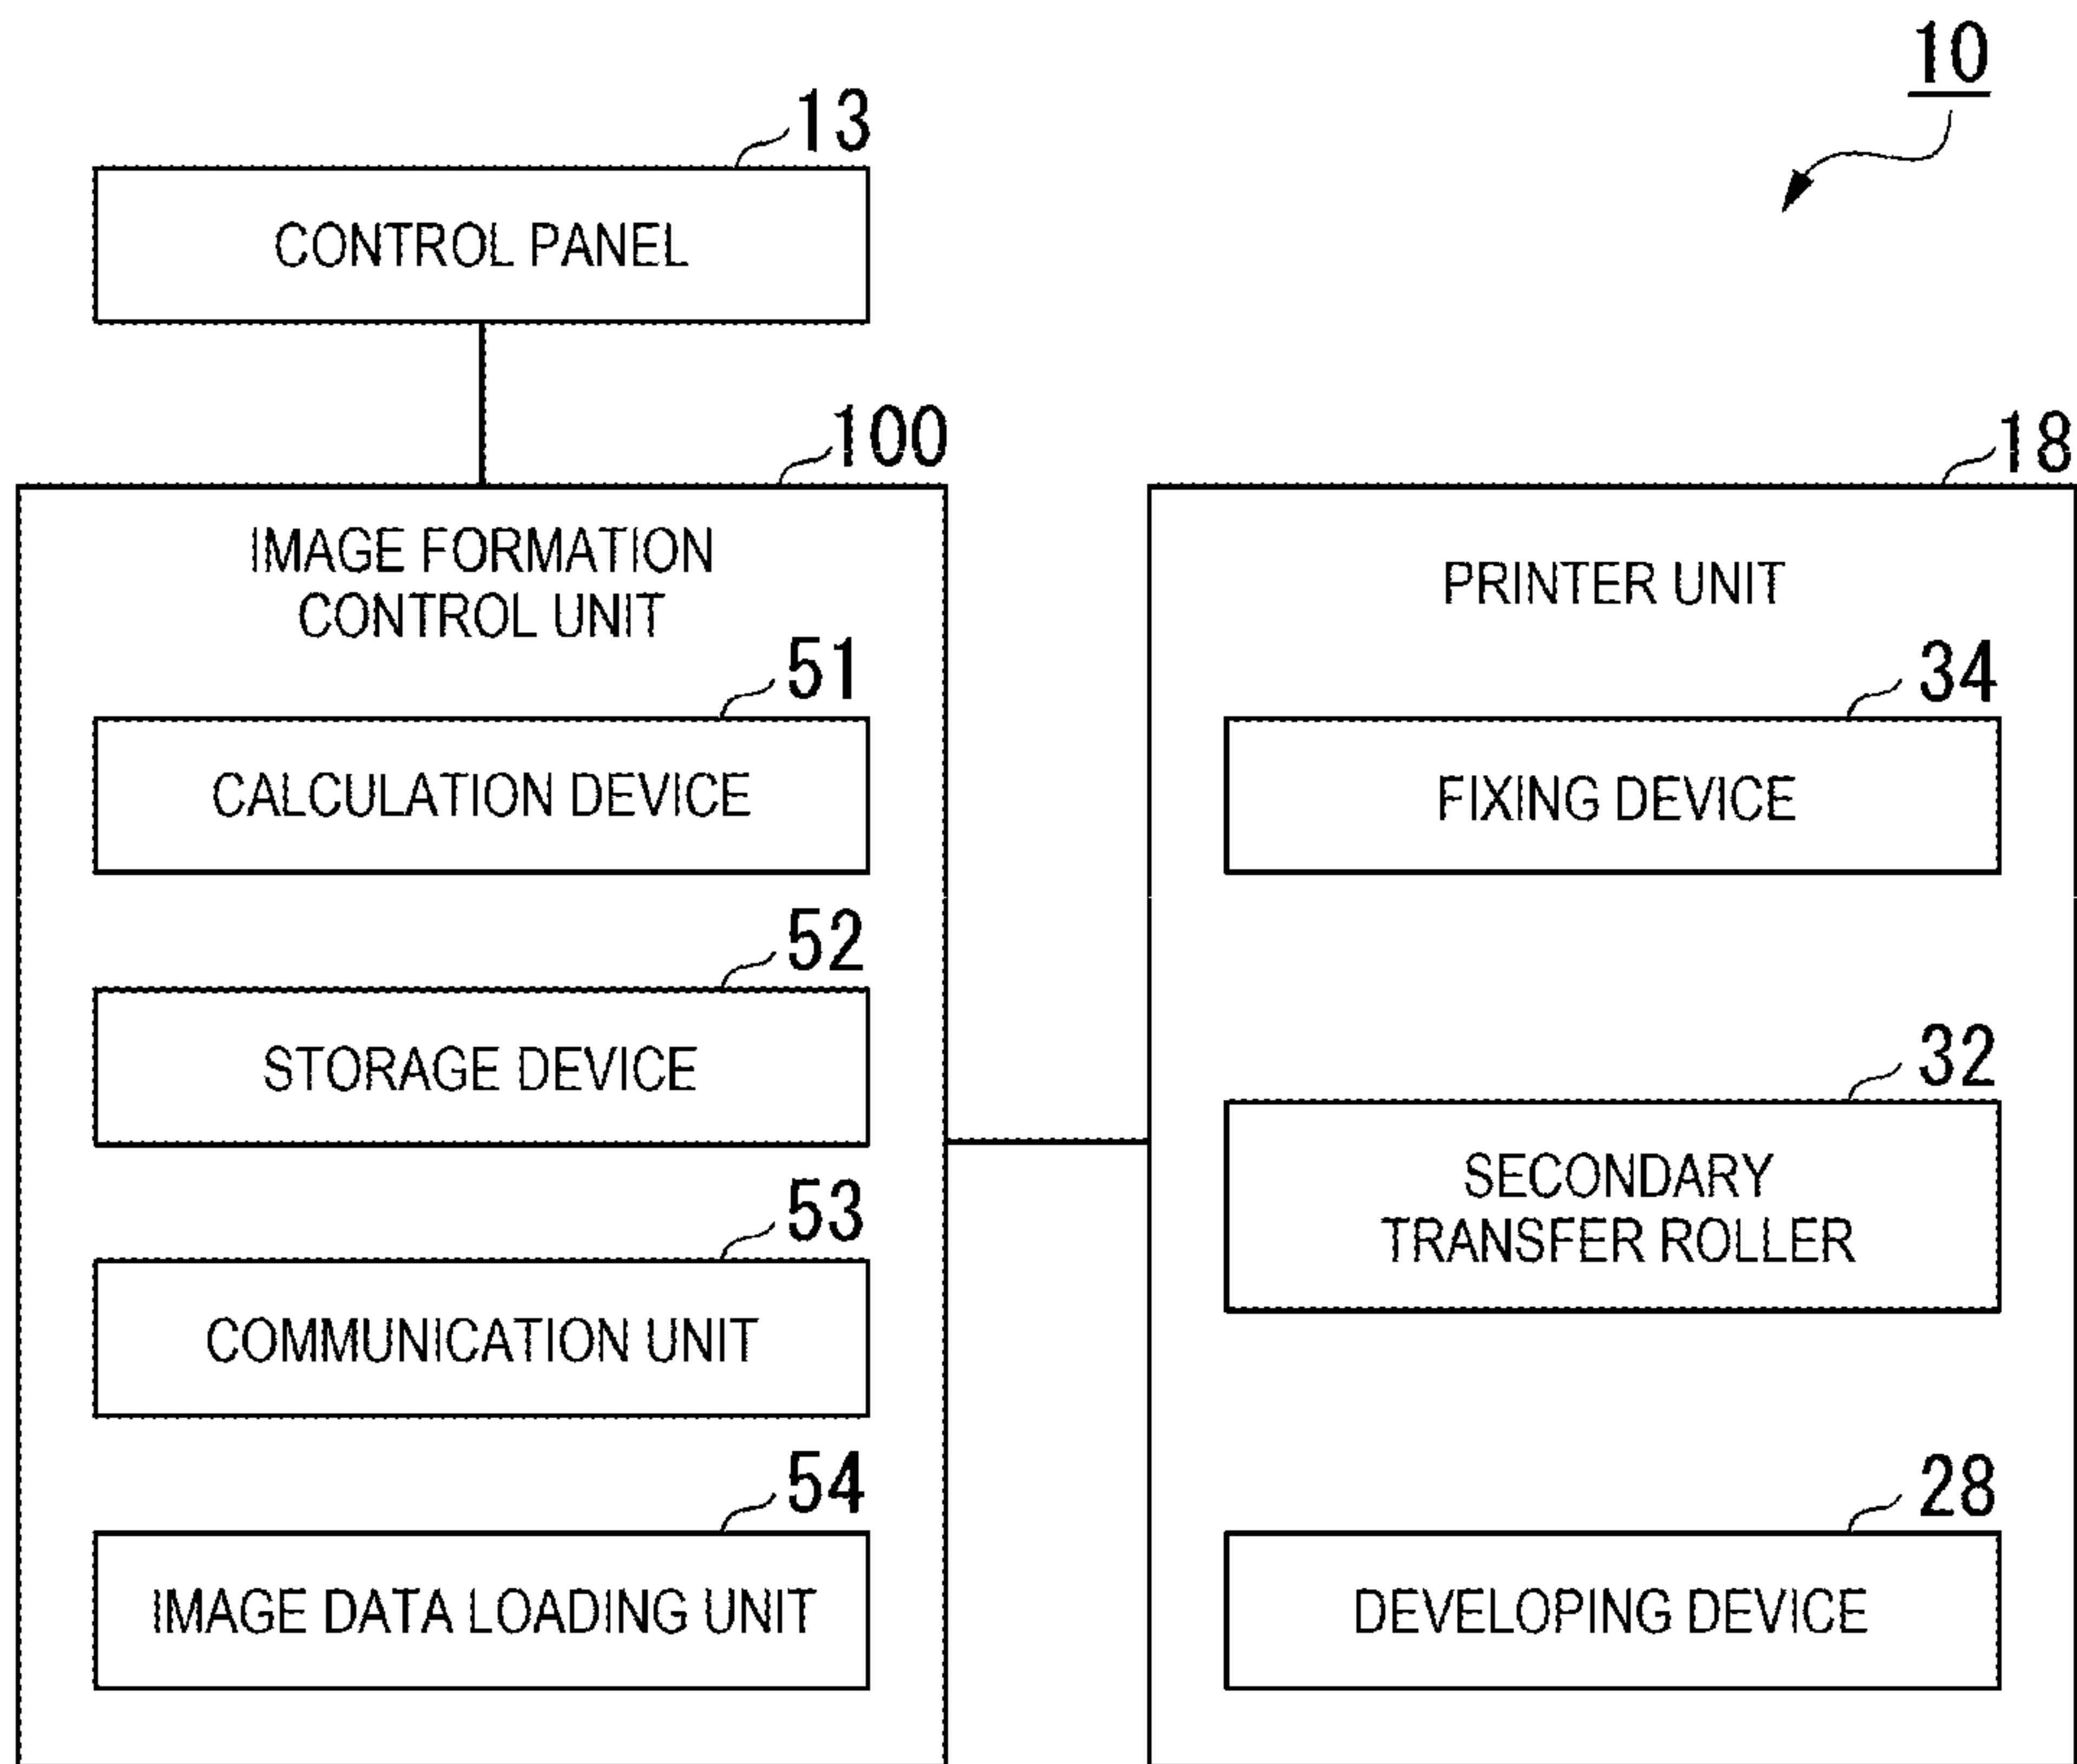 10
13
CONTROL PANEL
100
IMAGE FORMATION
CONTROL UNIT
51
CALCULATION DEVICE
52
STORAGE DEVICE
53
COMMUNICATION UNIT
54
IMAGE DATA LOADING UNIT
18
PRINTER UNIT
34
FIXING DEVICE
32
SECONDARY
TRANSFER ROLLER
28
DEVELOPING DEVICE